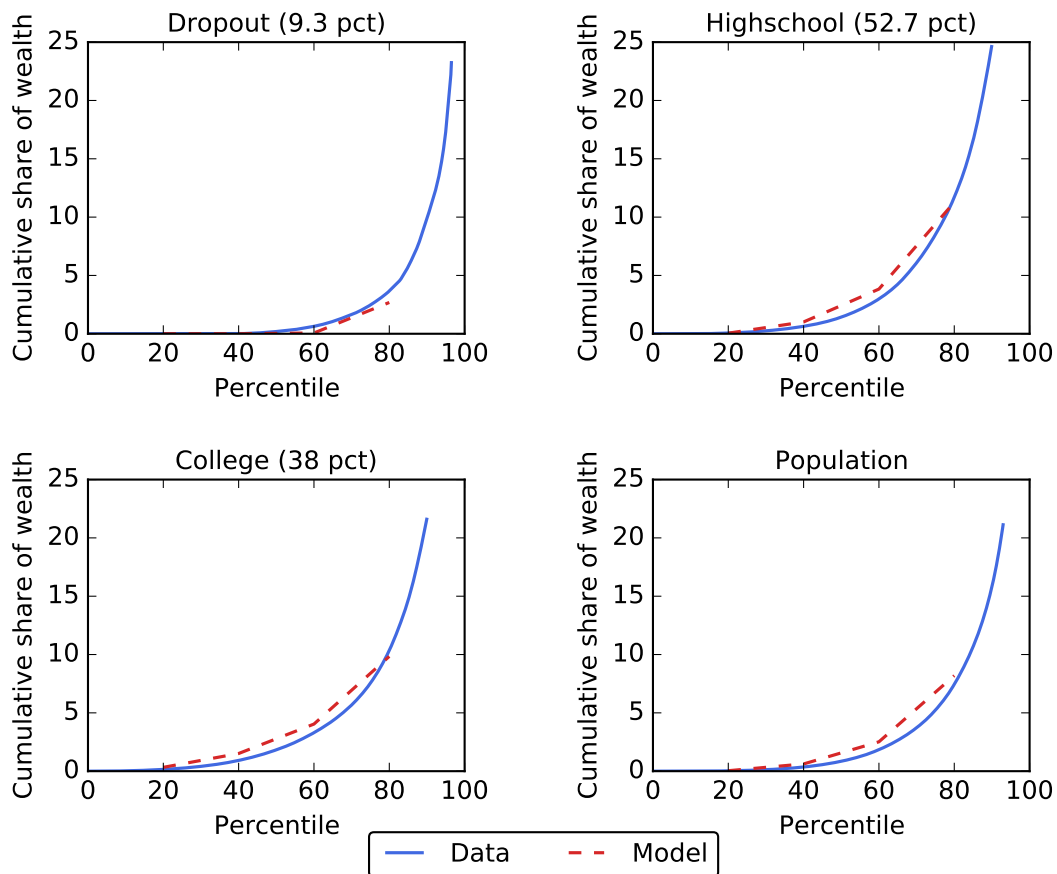 Dropout (9.3 pct)
Cumulative share of wealth
25
20
15
10
5
0
0 20 40 60 80 100
Percentile
Highschool (52.7 pct)
Cumulative share of wealth
25
20
15
10
5
0
0 20 40 60 80 100
Percentile
College (38 pct)
Cumulative share of wealth
25
20
15
10
5
0
0 20 40 60 80 100
Percentile
Population
Cumulative share of wealth
25
20
15
10
5
0
0 20 40 60 80 100
Percentile
Data Model